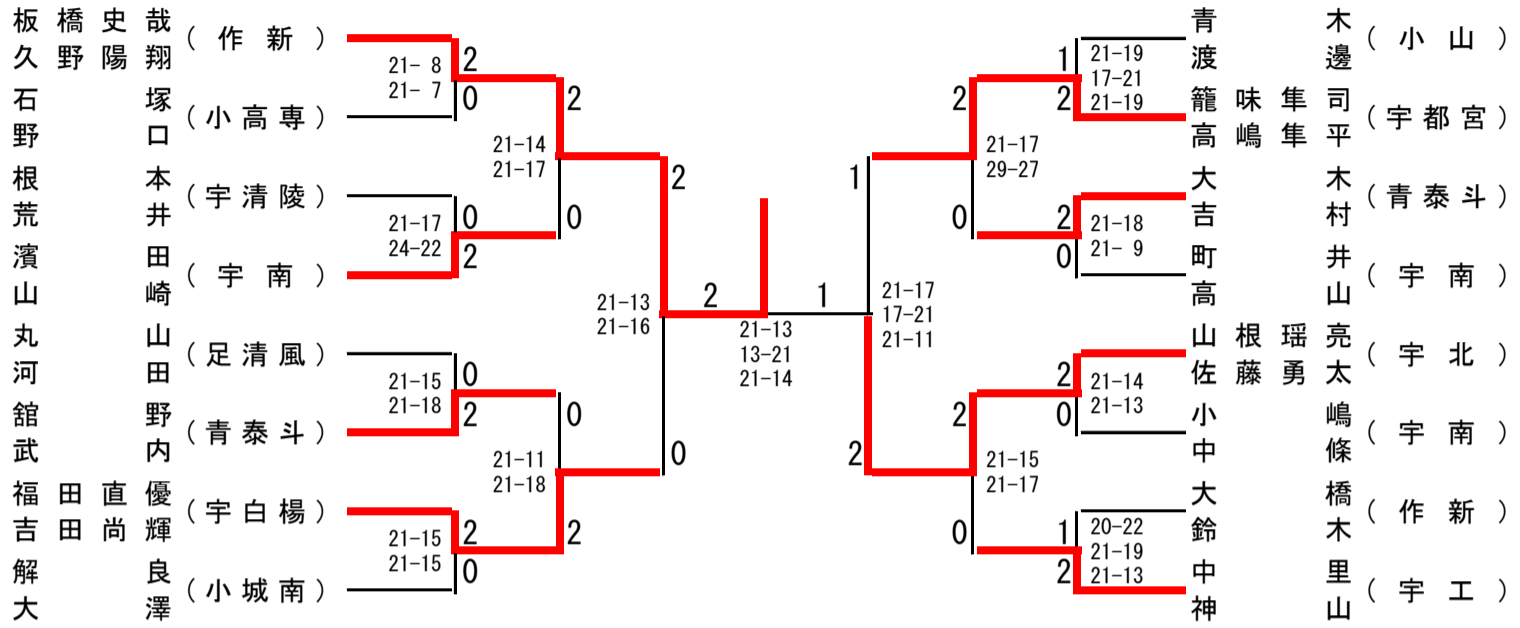 板橋史哉
久野陽翔
(作新)
石塚
野口
(小高専)
根本
荒井
(宇清陵)
濱田
山崎
(宇南)
丸山
河田
(足清風)
舘野
武内
(青泰斗)
福田直優
吉田尚輝
(宇白楊)
解良
大澤
(小城南)
21- 8
21- 7
2
0
21-17
24-22
0
2
21-15
21-18
0
2
21-15
21-15
2
0
21-14
21-17
2
0
21-11
21-18
0
2
21-13
21-16
2
0
2
1
21-13
13-21
21-14
21-17
17-21
21-11
1
2
21-17
29-27
2
0
21-15
21-17
2
0
21-19
17-21
21-19
1
2
21-18
21- 9
2
0
21-14
21-13
2
0
20-22
21-19
21-13
1
2
青木
渡邊
(小山)
籠味隼司
高嶋隼平
(宇都宮)
大木
吉村
(青泰斗)
町井
高山
(宇南)
山根瑶亮
佐藤勇太
(宇北)
小嶋
中條
(宇南)
大橋
鈴木
(作新)
中里
神山
(宇工)